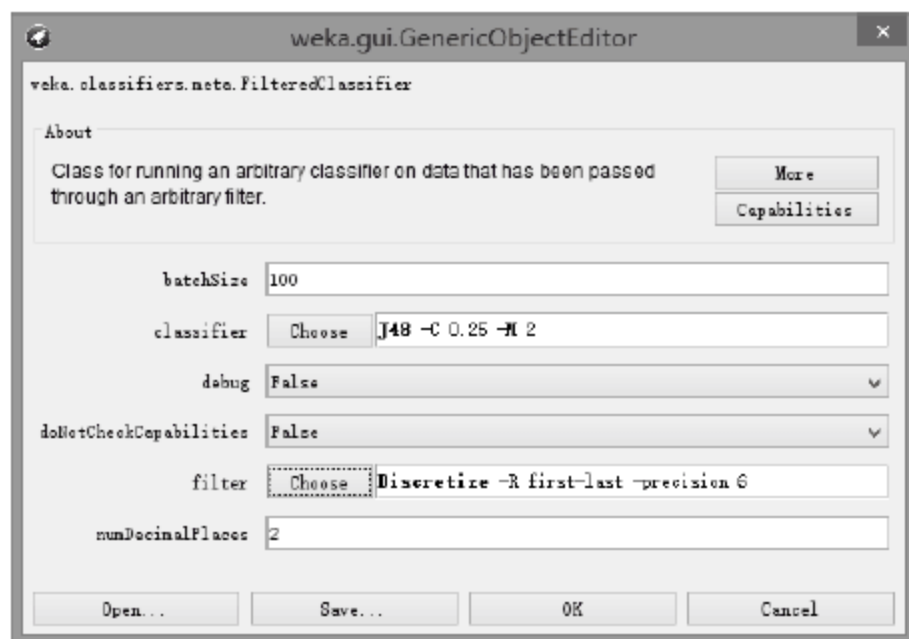 weka.gui.GenericObjectEditor
×
weka.classifiers.meta.FilteredClassifier
About
Class for running an arbitrary classifier on data that has been passed
through an arbitrary filter.
More
Capabilities
batchSize 100
classifier Choose J48 -C 0.25 -M 2
debug False
doNotCheckCapabilities False
filter Choose Discretize -R first-last -precision 6
numDecimalPlaces 2
Open... Save... OK Cancel